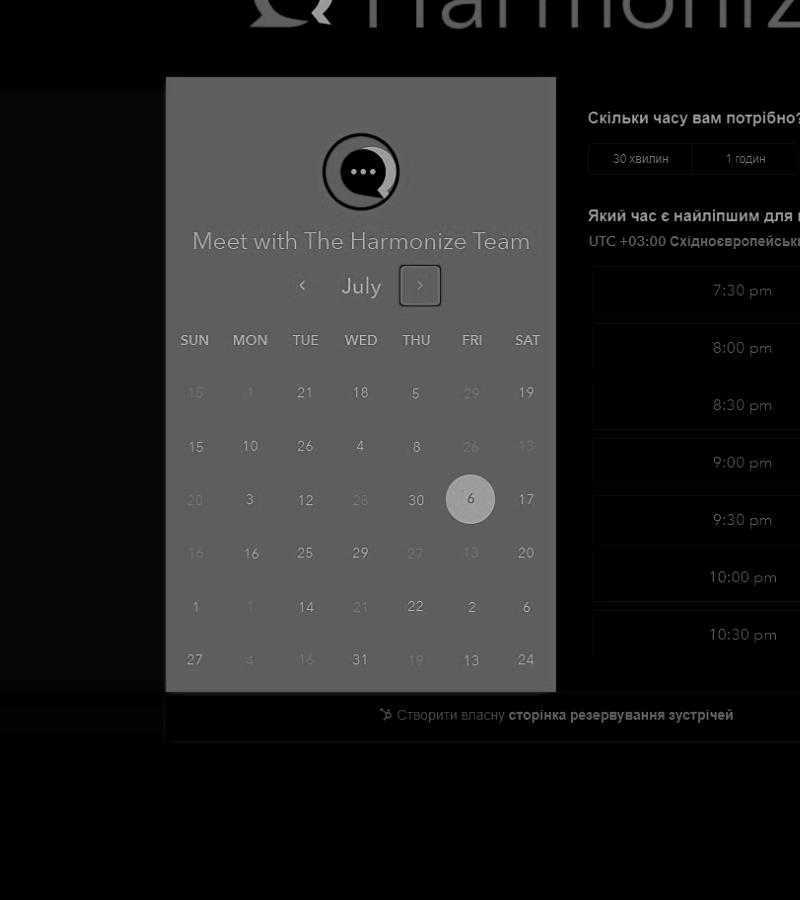 Harmoniz
Meet with The Harmonize Team
July
SUN MON TUE WED THU FRI SAT
15 1 21 18 5 29 19
15 10 26 4 8 26 13
20 3 12 28 30 6 17
16 16 25 29 27 13 20
1 1 14 21 22 2 6
27 4 16 31 19 13 24
Скільки часу вам потрібно?
30 хвилин 1 годин
Який час є найліпшим для
UTC +03:00 Східноєвропейськ
7:30 pm
8:00 pm
8:30 pm
9:00 pm
9:30 pm
10:00 pm
10:30 pm
Створити власну сторінка резервування зустрічей